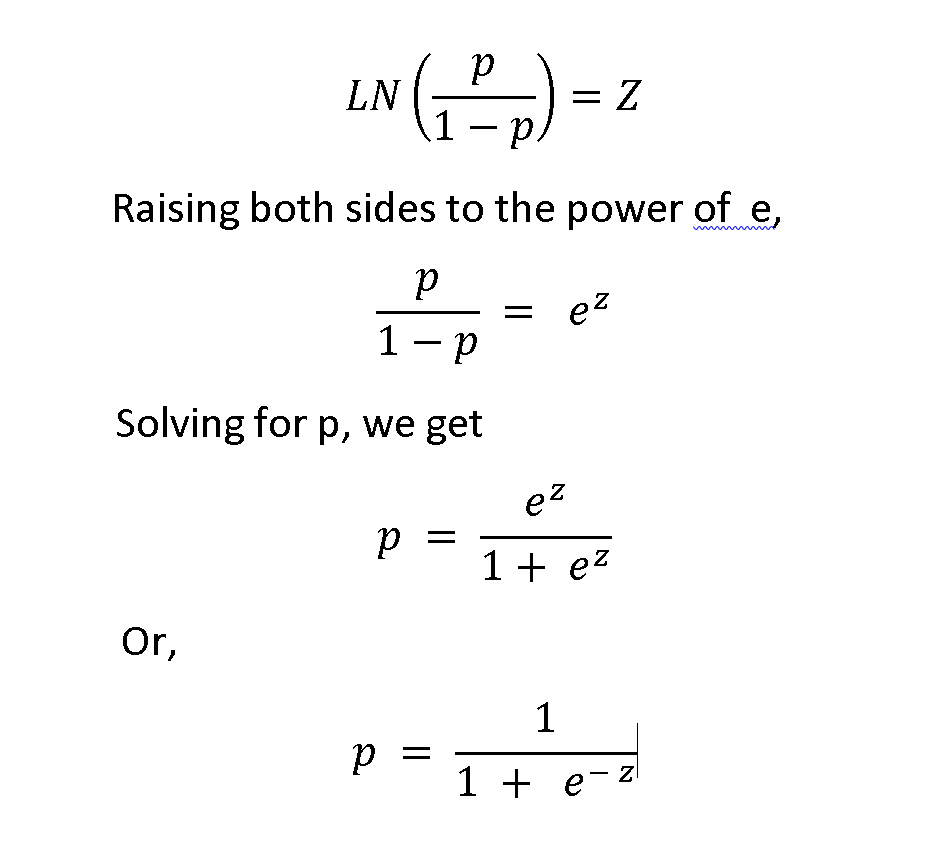 LN(p/(1 − p)) = Z
Raising both sides to the power of e,
p/(1 − p) = e^z
Solving for p, we get
p = e^z/(1 + e^z)
Or,
p = 1/(1 + e^(− z))